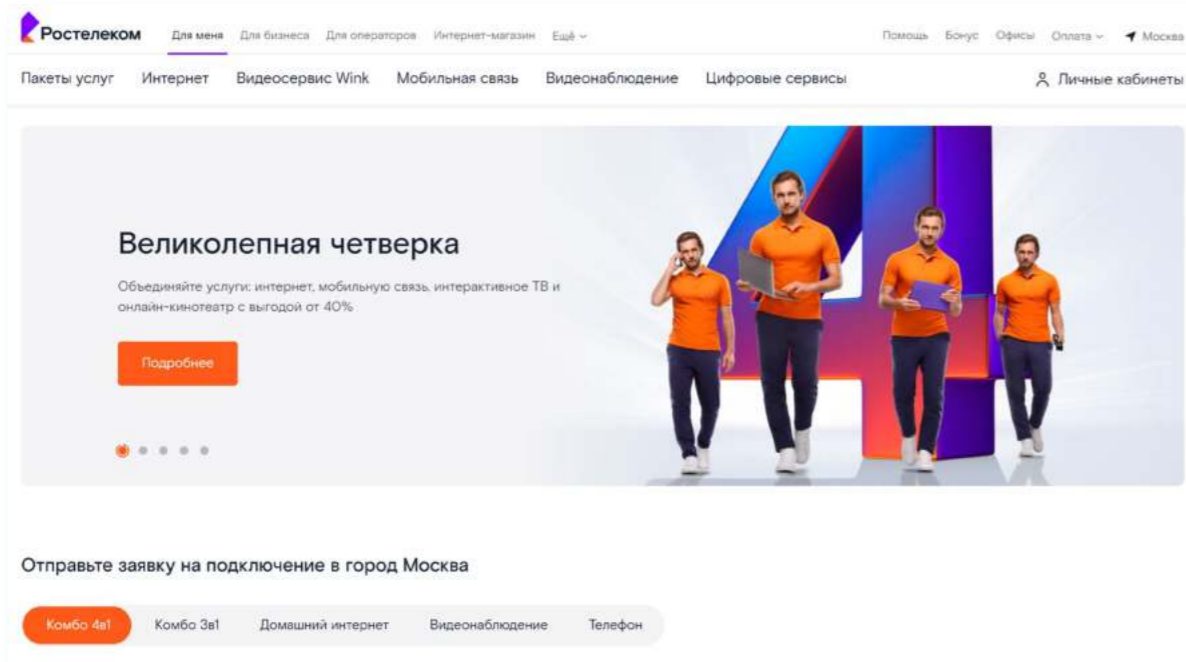 Ростелеком Для меня Для бизнеса Для операторов Интернет-магазин Ещё Помощь Бонус Офисы Оплата Москва
Пакеты услуг Интернет Видеосервис Wink Мобильная связь Видеонаблюдение Цифровые сервисы Личные кабинеты
4
Великолепная четверка
Объединяйте услуги: интернет, мобильную связь, интерактивное ТВ и
онлайн-кинотеатр с выгодой от 40%
Подробнее
Отправьте заявку на подключение в город Москва
Комбо 4в1 Комбо 3в1 Домашний интернет Видеонаблюдение Телефон